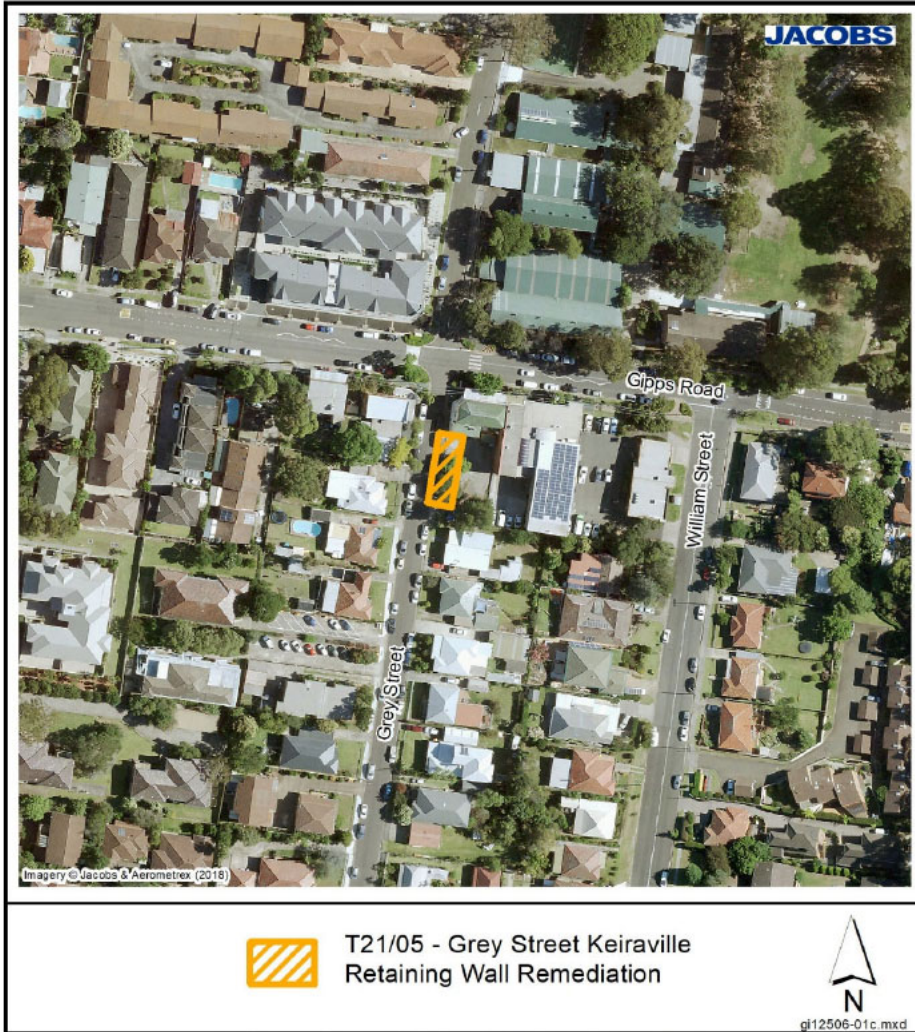 JACOBS
Gipps Road
William Street
Grey Street
Imagery © Jacobs & Aerometrex (2018)
T21/05 - Grey Street Keiraville
Retaining Wall Remediation
N
gi12506-01c.mxd